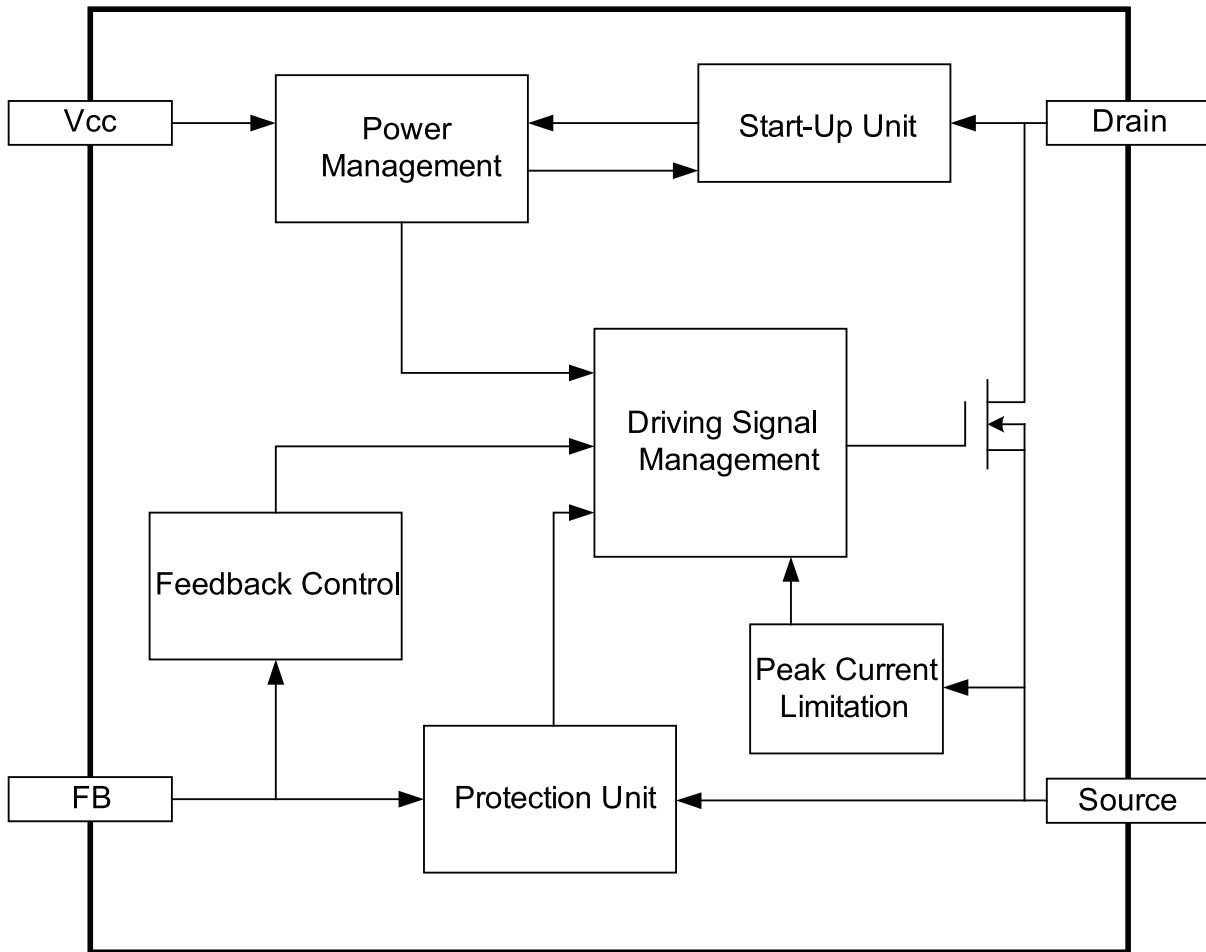 Vcc
Power
Management
Start-Up Unit
Drain
Driving Signal
Management
Feedback Control
Peak Current
Limitation
FB
Protection Unit
Source